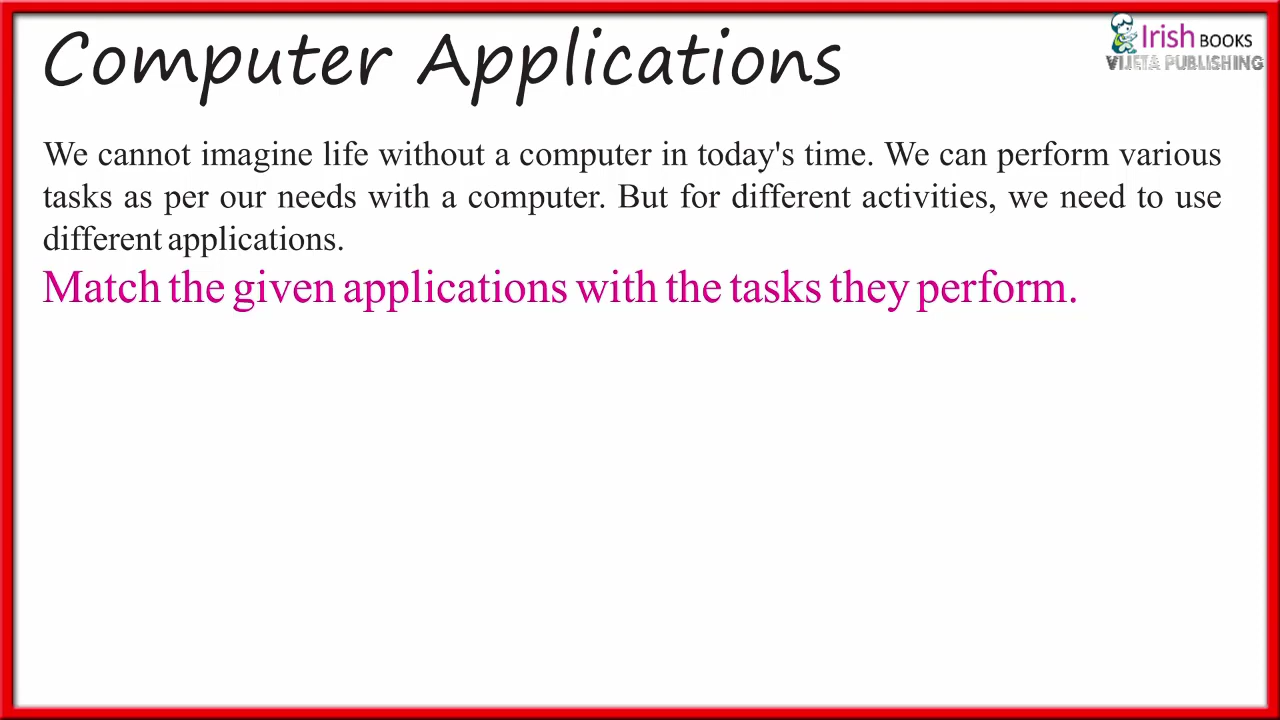 Computer Applications
Irish BOOKS
VIJETA PUBLISHING
We cannot imagine life without a computer in today's time. We can perform various
tasks as per our needs with a computer. But for different activities, we need to use
different applications.
Match the given applications with the tasks they perform.